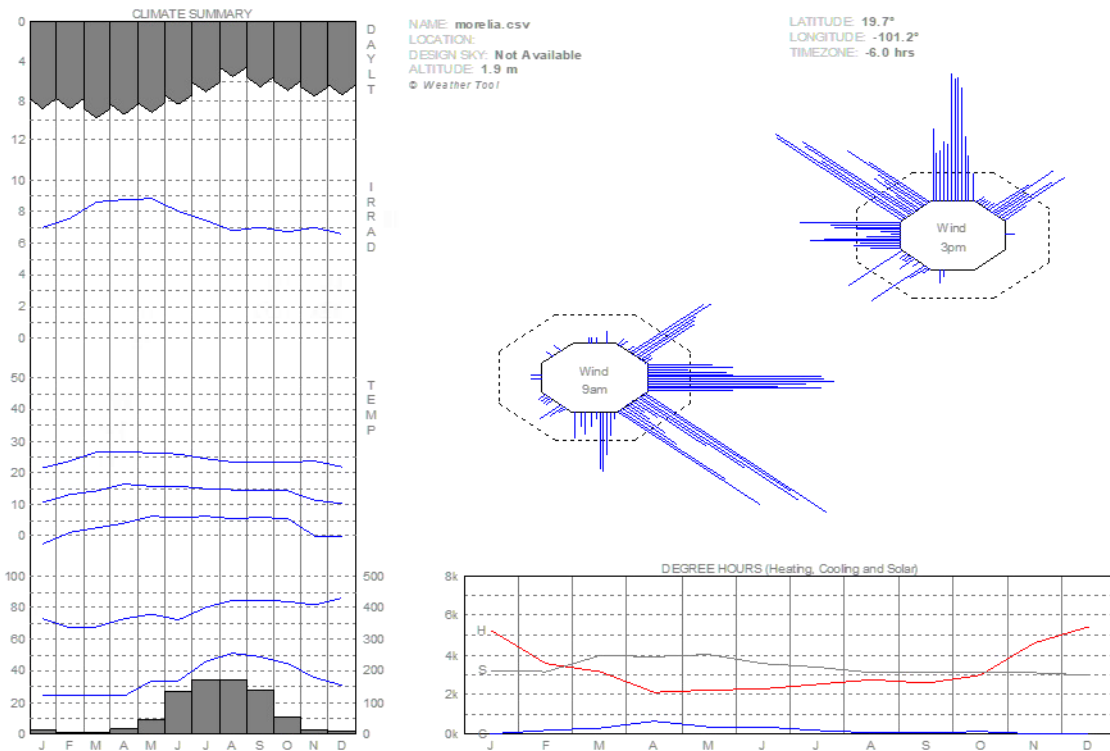 CLIMATE SUMMARY
NAME: morelia.csv
LOCATION:
DESIGN SKY: Not Available
ALTITUDE: 1.9 m
© Weather Tool
LATITUDE: 19.7°
LONGITUDE: -101.2°
TIMEZONE: -6.0 hrs
0
4
8
12
DAYLT
10
8
6
4
2
0
IRRAD
50
40
30
20
10
0
TEMP
100 500
80 400
60 300
40 200
20 100
0 0
J F M A M J J A S O N D
Wind
3pm
Wind
9am
DEGREE HOURS (Heating, Cooling and Solar)
8k
6k
4k
2k
0k
H
S
C
J F M A M J J A S O N D